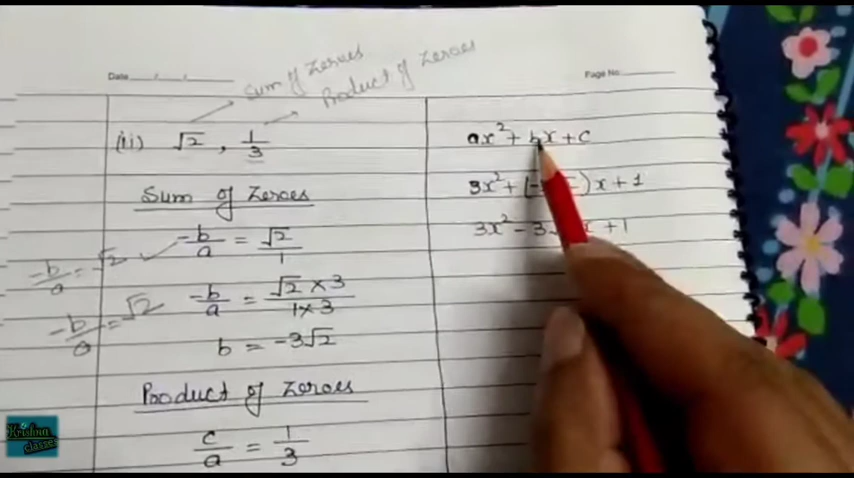 Sum of Zeroes
Product of Zeroes
Date
Page No.
(ii) √2 , 1/3
Sum of Zeroes
-b/a = √2/1
-b/a = √2
-b/a = √2×3/1×3
-b/a = √2
b = -3√2
Product of Zeroes
c/a = 1/3
ax² + bx + c
3x² + (- ) x + 1
3x² - 3 x + 1
Krishna
classes